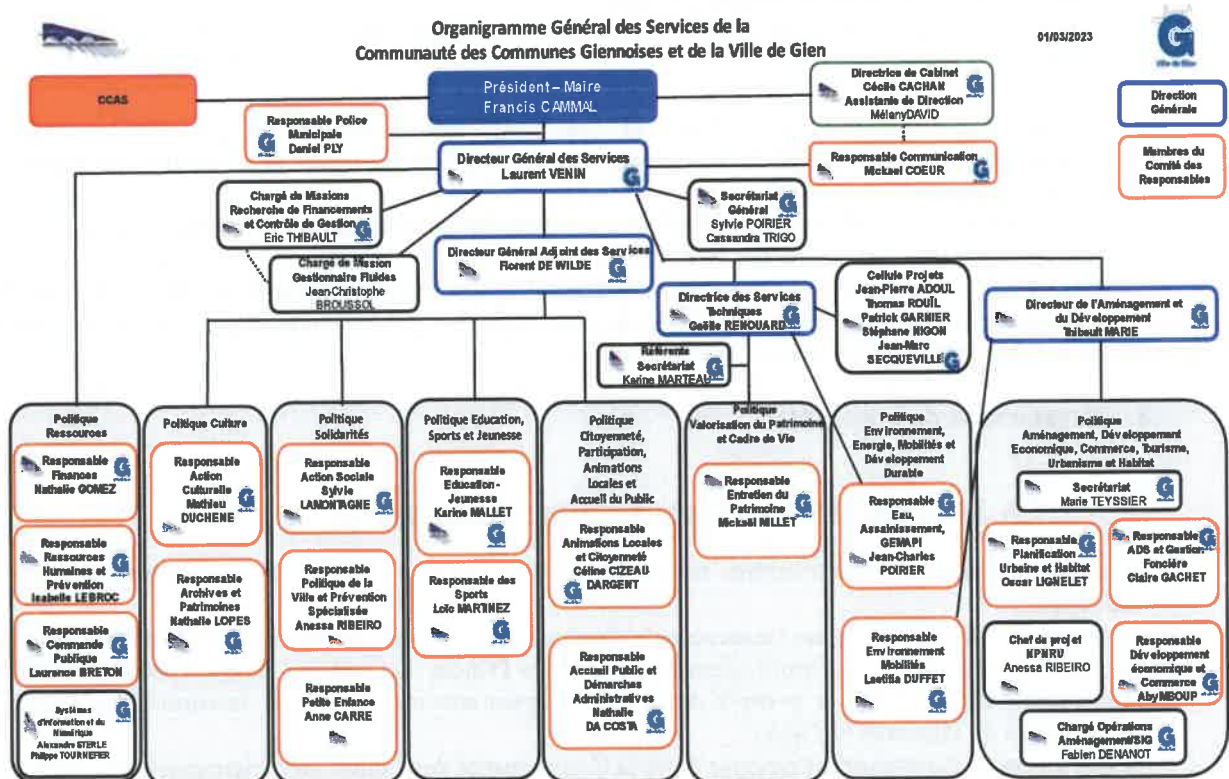 Organigramme Général des Services de la
Communauté des Communes Giennoises et de la Ville de Gien
01/03/2023
G
Ville de Gien
CCAS
Président – Maire
Francis CAMMAL
Directrice de Cabinet
Cécile CACHAN
Assistante de Direction
MélanyDAVID
Direction
Générale
Responsable Police
Municipale
Daniel PLY
Directeur Général des Services
Laurent VENIN
Responsable Communication
Mickael COEUR
Membres du
Comité des
Responsables
Chargé de Missions
Recherche de Financements
et Contrôle de Gestion
Eric THIBAULT
Secrétariat
Général
Sylvie POIRIER
Cassandra TRIGO
Chargé de Mission
Gestionnaire Fluides
Jean-Christophe
BROUSSOL
Directeur Général Adjoint des Services
Florent DE WILDE
Directrice des Services
Techniques
Gaëlle RENOUARD
Cellule Projets
Jean-Pierre ADOUL
Thomas ROUÏL
Patrick GARNIER
Stéphane NIGON
Jean-Marc
SECQUEVILLE
Directeur de l'Aménagement et
du Développement
Thibault MARIE
Référente
Secrétariat
Karine MARTEAU
Politique
Ressources
Responsable
Finances
Nathalie GOMEZ
Responsable
Ressources
Humaines et
Prévention
Isabelle LEBROC
Responsable
Commande
Publique
Laurence BRETON
Systèmes
d'Information et du
Numérique
Alexandre STERLE
Philippe TOURNEFIER
Politique Culture
Responsable
Action
Culturelle
Mathieu
DUCHENE
Responsable
Archives et
Patrimoines
Nathalie LOPES
Politique
Solidarités
Responsable
Action Sociale
Sylvie
LAMONTAGNE
Responsable
Politique de la
Ville et Prévention
Spécialisée
Anessa RIBEIRO
Responsable
Petite Enfance
Anne CARRE
Politique Education,
Sports et Jeunesse
Responsable
Education -
Jeunesse
Karine MALLET
Responsable des
Sports
Loïc MARTINEZ
Politique
Citoyenneté,
Participation,
Animations
Locales et
Accueil du Public
Responsable
Animations Locales
et Citoyenneté
Céline CIZEAU
DARGENT
Responsable
Accueil Public et
Démarches
Administratives
Nathalie
DA COSTA
Politique
Valorisation du Patrimoine
et Cadre de Vie
Responsable
Entretien du
Patrimoine
Mickaël MILLET
Politique
Environnement,
Energie, Mobilités et
Développement
Durable
Responsable
Eau,
Assainissement,
GEMAPI
Jean-Charles
POIRIER
Responsable
Environnement
Mobilités
Laetitia DUFFET
Politique
Aménagement, Développement
Economique, Commerce, Tourisme,
Urbanisme et Habitat
Secrétariat
Marie TEYSSIER
Responsable
Planification
Urbaine et Habitat
Oscar LIGNELET
Responsable
ADS et Gestion
Foncière
Claire GACHET
Chef de projet
NPNRU
Anessa RIBEIRO
Responsable
Développement
économique et
Commerce
AbyMBOUP
Chargé Opérations
Aménagement/SIG
Fabien DENANOT